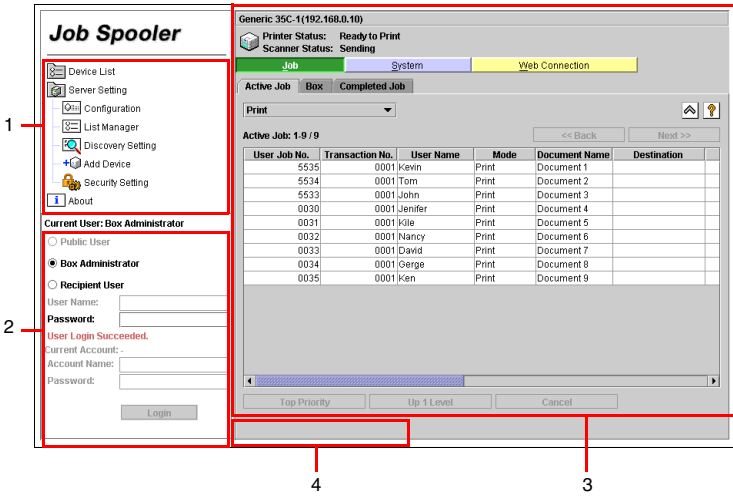 Job Spooler
Device List
Server Setting
Configuration
List Manager
Discovery Setting
Add Device
Security Setting
About
1
Current User: Box Administrator
Public User
Box Administrator
Recipient User
User Name:
Password:
User Login Succeeded.
Current Account: -
Account Name:
Password:
Login
2
Generic 35C-1(192.168.0.10)
Printer Status: Ready to Print
Scanner Status: Sending
Job System Web Connection
Active Job Box Completed Job
Print
?
Active Job: 1-9 / 9 << Back Next >>
User Job No. Transaction No. User Name Mode Document Name Destination
5535 0001 Kevin Print Document 1
5534 0001 Tom Print Document 2
5533 0001 John Print Document 3
0030 0001 Jenifer Print Document 4
0031 0001 Kile Print Document 5
0032 0001 Nancy Print Document 6
0033 0001 David Print Document 7
0034 0001 Gerge Print Document 8
0035 0001 Ken Print Document 9
Top Priority Up 1 Level Cancel
4
3